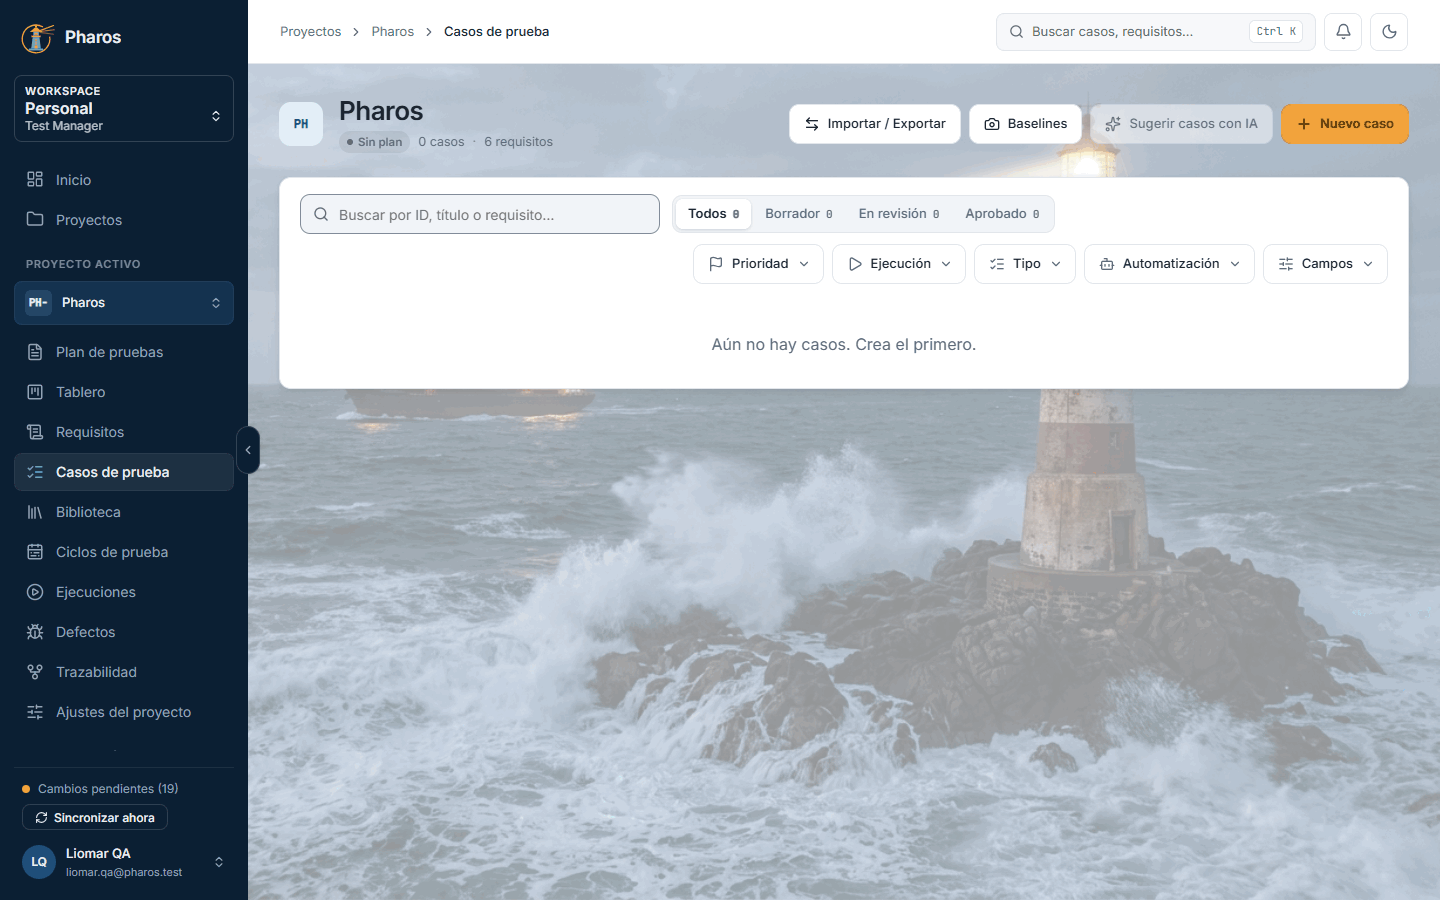 Pharos
WORKSPACE
Personal
Test Manager
Inicio
Proyectos
PROYECTO ACTIVO
PH- Pharos
Plan de pruebas
Tablero
Requisitos
Casos de prueba
Biblioteca
Ciclos de prueba
Ejecuciones
Defectos
Trazabilidad
Ajustes del proyecto
Cambios pendientes (19)
Sincronizar ahora
LQ Liomar QA
liomar.qa@pharos.test
Proyectos > Pharos > Casos de prueba
Buscar casos, requisitos... Ctrl K
PH Pharos
Sin plan 0 casos · 6 requisitos
Importar / Exportar Baselines Sugerir casos con IA + Nuevo caso
Buscar por ID, título o requisito... Todos 0 Borrador 0 En revisión 0 Aprobado 0
Prioridad Ejecución Tipo Automatización Campos
Aún no hay casos. Crea el primero.